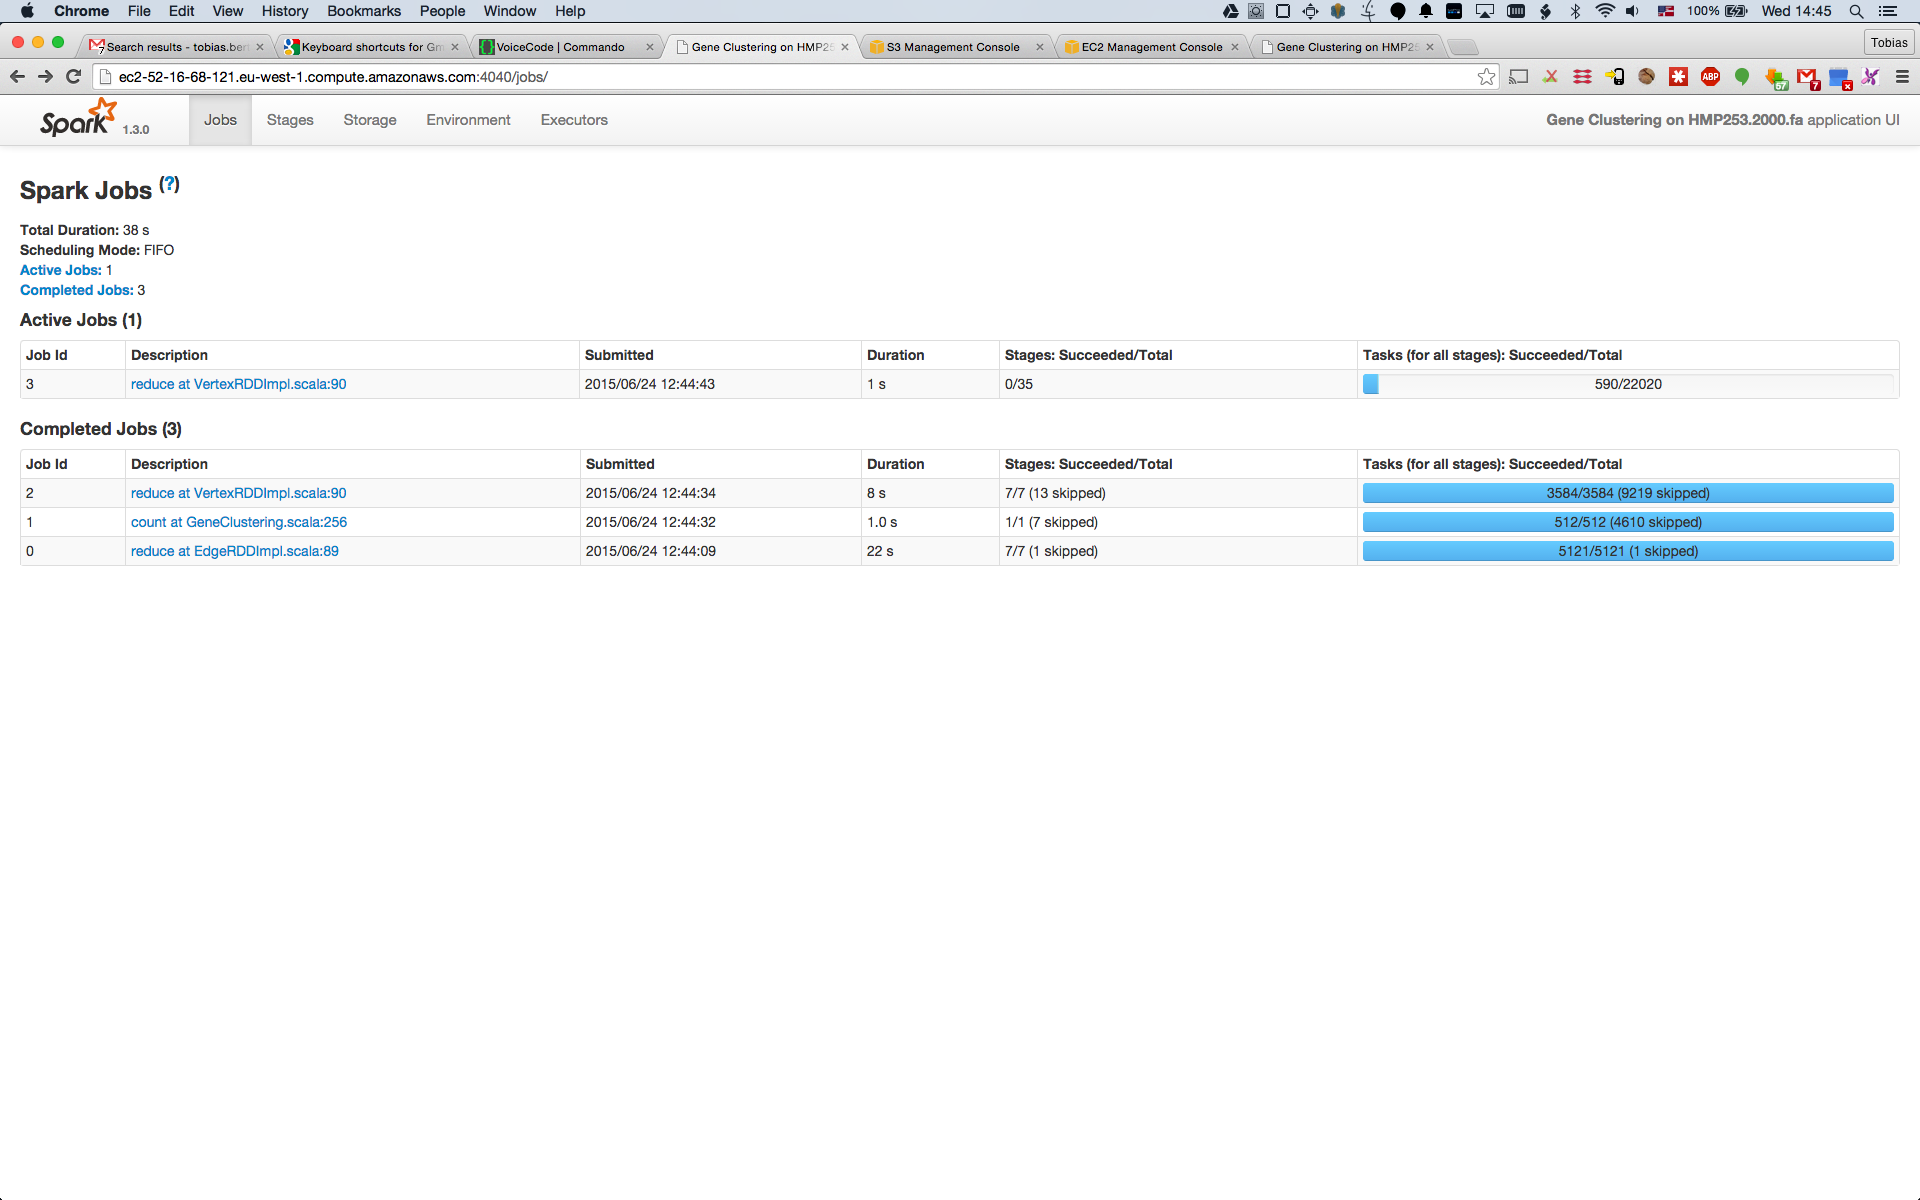 Chrome File Edit View History Bookmarks People Window Help 100% Wed 14:45
Search results - tobias.ber Keyboard shortcuts for Gm VoiceCode | Commando Gene Clustering on HMP25 S3 Management Console EC2 Management Console Gene Clustering on HMP25 Tobias
ec2-52-16-68-121.eu-west-1.compute.amazonaws.com:4040/jobs/ ABP 67 7 x
Spark 1.3.0 Jobs Stages Storage Environment Executors Gene Clustering on HMP253.2000.fa application UI
Spark Jobs (?)
Total Duration: 38 s
Scheduling Mode: FIFO
Active Jobs: 1
Completed Jobs: 3
Active Jobs (1)
Job Id Description Submitted Duration Stages: Succeeded/Total Tasks (for all stages): Succeeded/Total
3 reduce at VertexRDDImpl.scala:90 2015/06/24 12:44:43 1 s 0/35 590/22020
Completed Jobs (3)
Job Id Description Submitted Duration Stages: Succeeded/Total Tasks (for all stages): Succeeded/Total
2 reduce at VertexRDDImpl.scala:90 2015/06/24 12:44:34 8 s 7/7 (13 skipped) 3584/3584 (9219 skipped)
1 count at GeneClustering.scala:256 2015/06/24 12:44:32 1.0 s 1/1 (7 skipped) 512/512 (4610 skipped)
0 reduce at EdgeRDDImpl.scala:89 2015/06/24 12:44:09 22 s 7/7 (1 skipped) 5121/5121 (1 skipped)